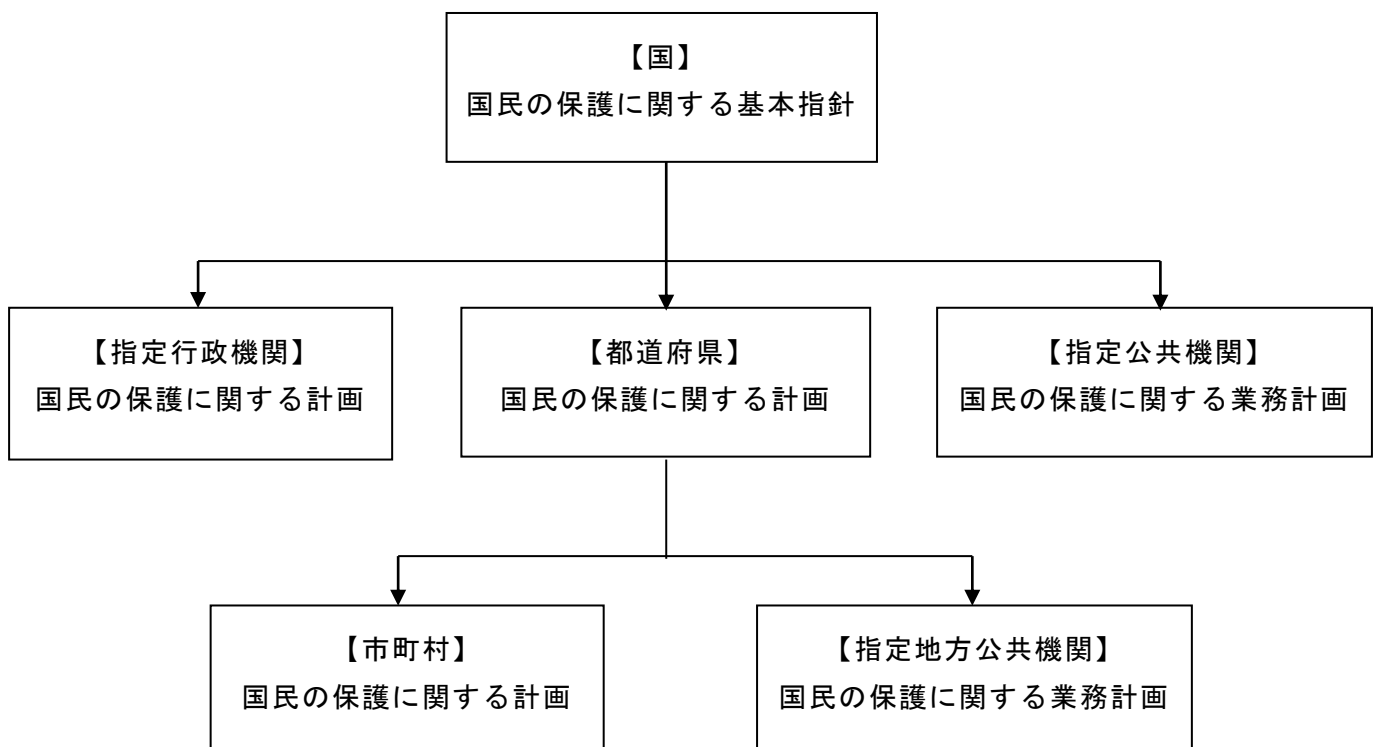 【国】
国民の保護に関する基本指針
【指定行政機関】
国民の保護に関する計画
【都道府県】
国民の保護に関する計画
【指定公共機関】
国民の保護に関する業務計画
【市町村】
国民の保護に関する計画
【指定地方公共機関】
国民の保護に関する業務計画